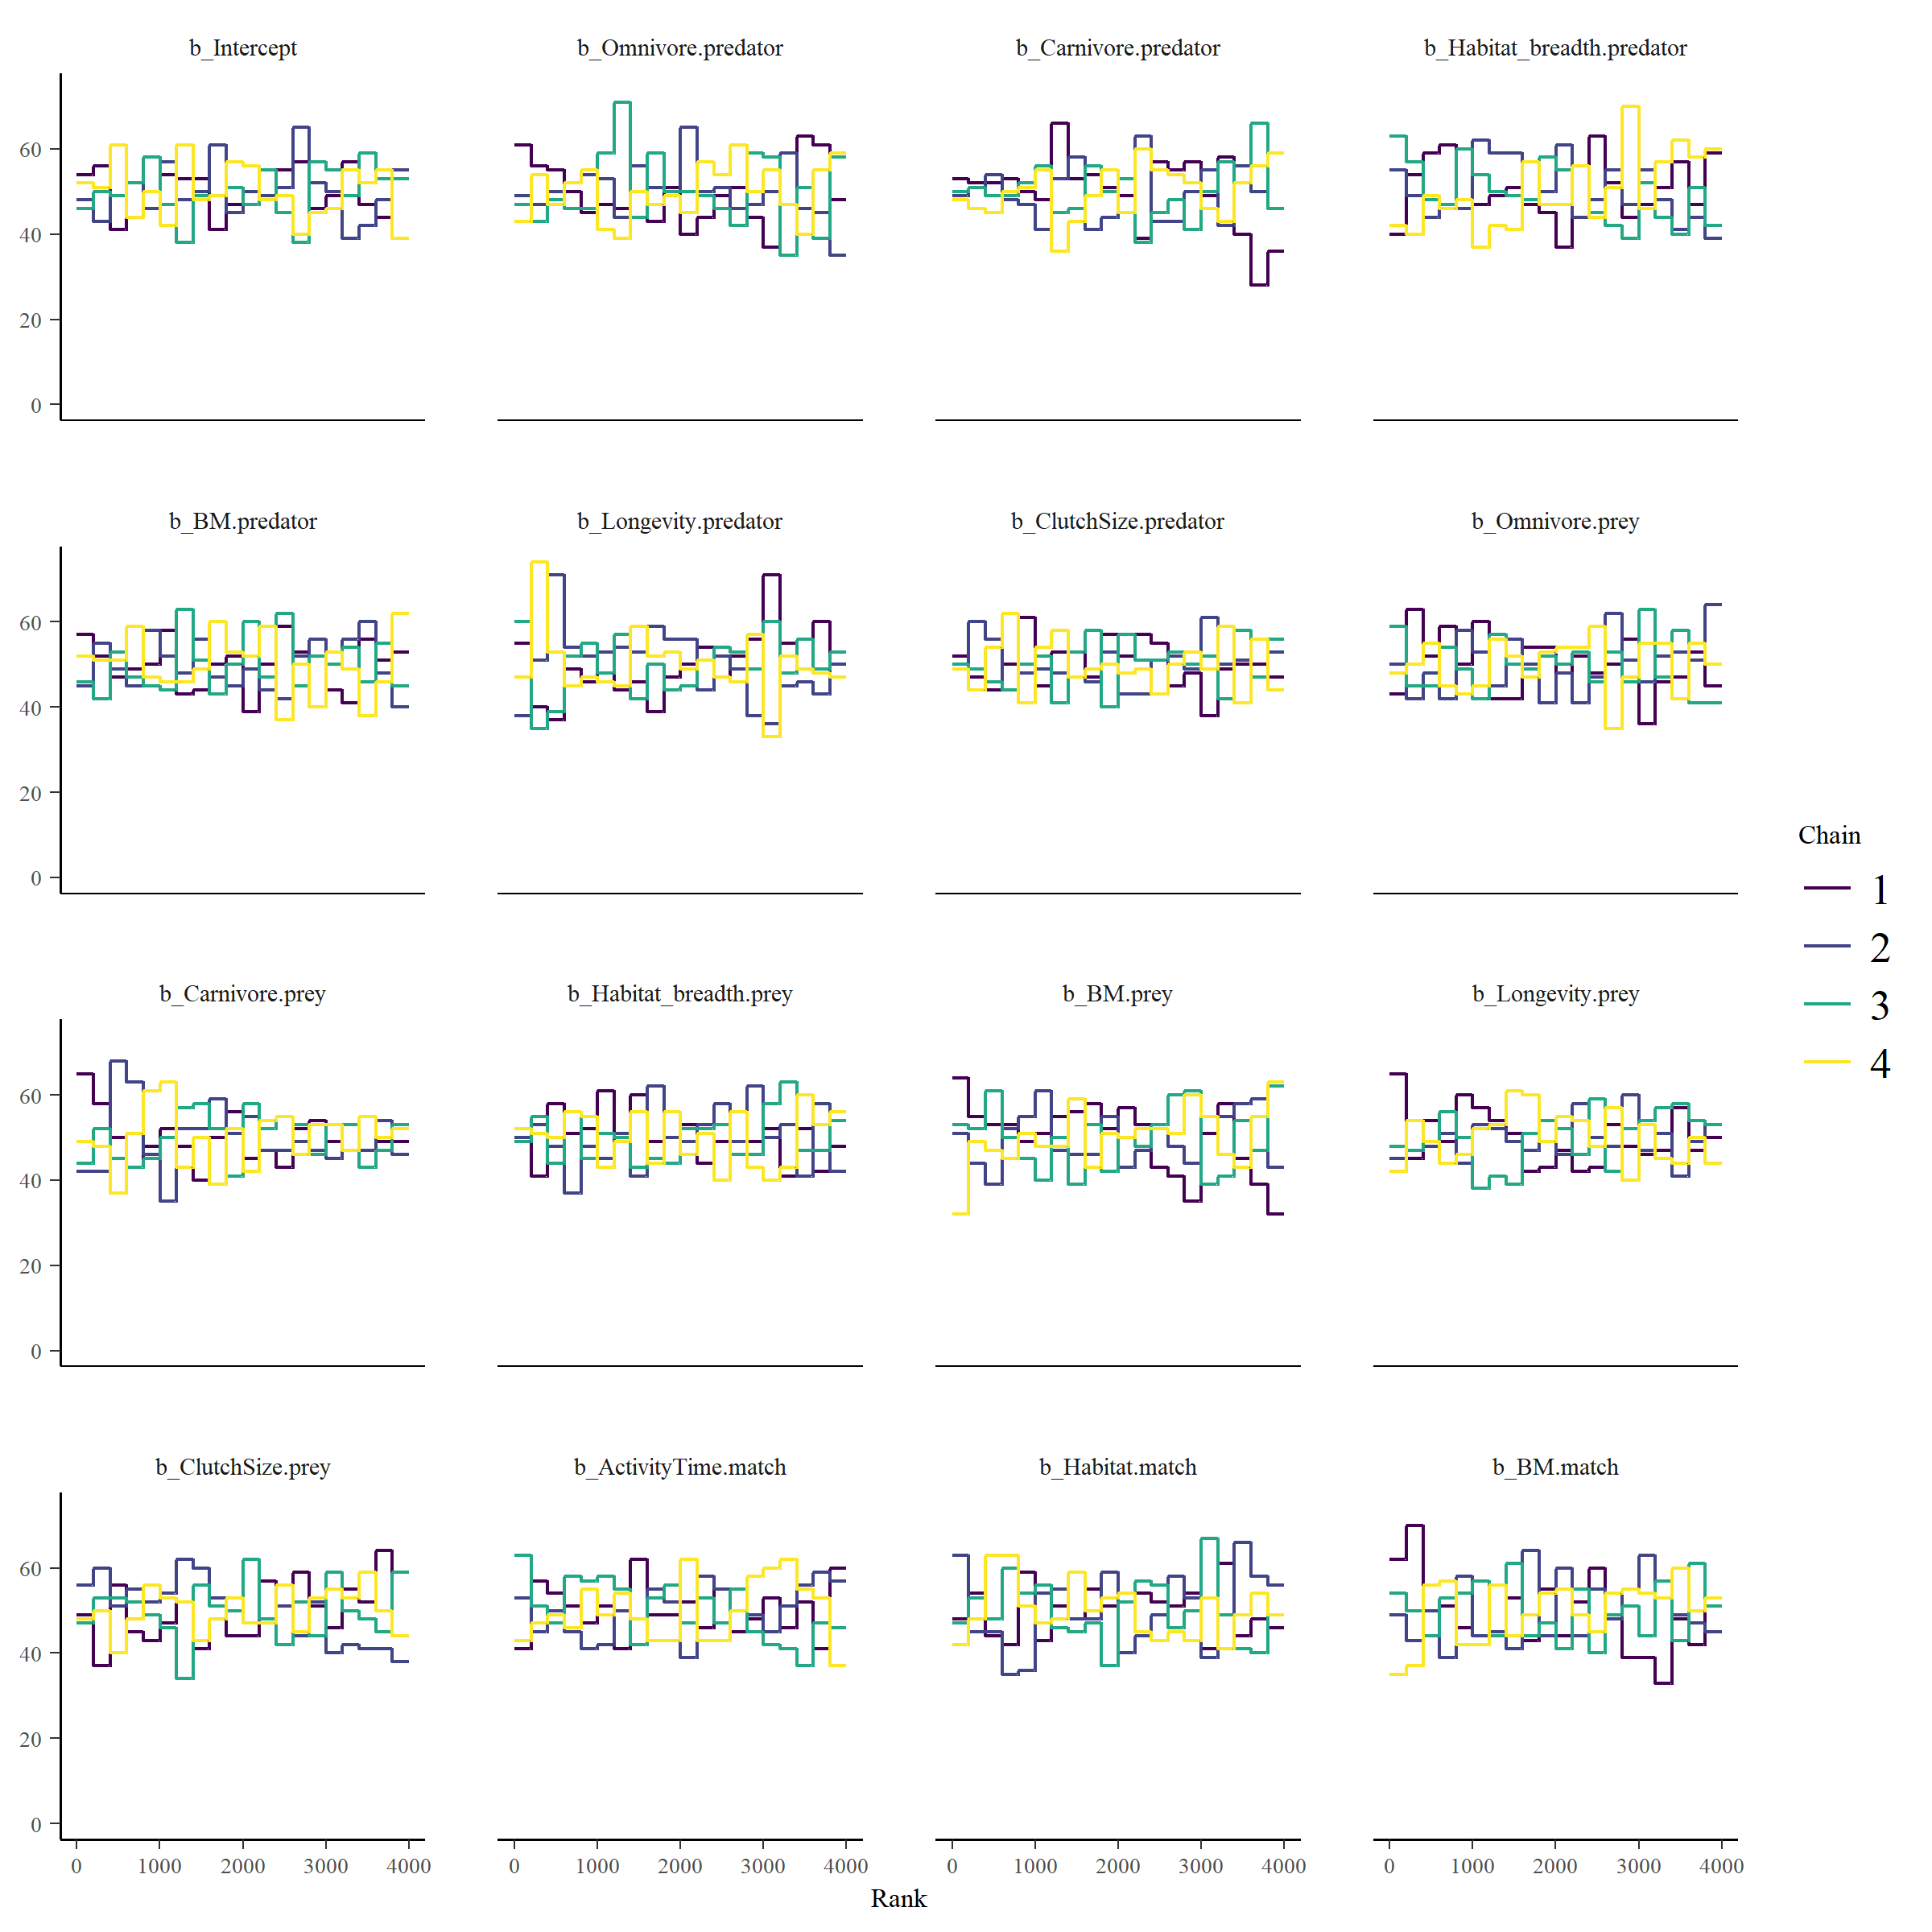 b_Intercept b_Omnivore.predator b_Carnivore.predator b_Habitat_breadth.predator
60
40
20
0
b_BM.predator b_Longevity.predator b_ClutchSize.predator b_Omnivore.prey
60
40
20
0
Chain
1
2
3
4
b_Carnivore.prey b_Habitat_breadth.prey b_BM.prey b_Longevity.prey
60
40
20
0
b_ClutchSize.prey b_ActivityTime.match b_Habitat.match b_BM.match
60
40
20
0
0 1000 2000 3000 4000 0 1000 2000 3000 4000 0 1000 2000 3000 4000 0 1000 2000 3000 4000
Rank